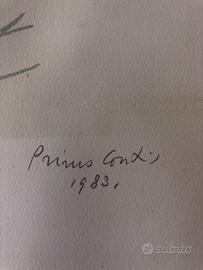 Primo Conti,
1983,
subito